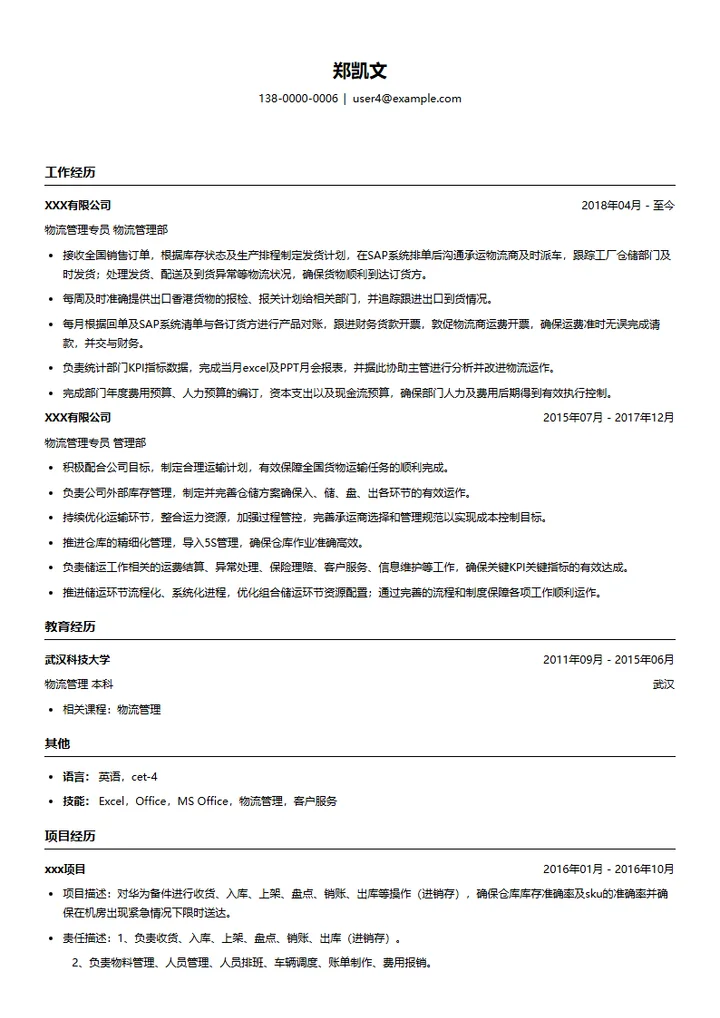 郑凯文
138-0000-0006 | user4@example.com
工作经历
XXX有限公司 2018年04月 - 至今
物流管理专员 物流管理部
• 接收全国销售订单，根据库存状态及生产排程制定发货计划，在SAP系统排单后沟通承运物流商及时派车，跟踪工厂仓储部门及
时发货；处理发货、配送及到货异常等物流状况，确保货物顺利到达订货方。
• 每周及时准确提供出口香港货物的报检、报关计划给相关部门，并追踪跟进出口到货情况。
• 每月根据回单及SAP系统清单与各订货方进行产品对账，跟进财务货款开票，敦促物流商运费开票，确保运费准时无误完成请
款，并交与财务。
• 负责统计部门KPI指标数据，完成当月excel及PPT月会报表，并据此协助主管进行分析并改进物流运作。
• 完成部门年度费用预算、人力预算的编订，资本支出以及现金流预算，确保部门人力及费用后期得到有效执行控制。
XXX有限公司 2015年07月 - 2017年12月
物流管理专员 管理部
• 积极配合公司目标，制定合理运输计划，有效保障全国货物运输任务的顺利完成。
• 负责公司外部库存管理，制定并完善仓储方案确保入、储、盘、出各环节的有效运作。
• 持续优化运输环节，整合运力资源，加强过程管控，完善承运商选择和管理规范以实现成本控制目标。
• 推进仓库的精细化管理，导入5S管理，确保仓库作业准确高效。
• 负责储运工作相关的运费结算、异常处理、保险理赔、客户服务、信息维护等工作，确保关键KPI关键指标的有效达成。
• 推进储运环节流程化、系统化进程，优化组合储运环节资源配置；通过完善的流程和制度保障各项工作顺利运作。
教育经历
武汉科技大学 2011年09月 - 2015年06月
物流管理 本科 武汉
• 相关课程：物流管理
其他
• 语言： 英语，cet-4
• 技能： Excel，Office，MS Office，物流管理，客户服务
项目经历
xxx项目 2016年01月 - 2016年10月
• 项目描述：对华为备件进行收货、入库、上架、盘点、销账、出库等操作（进销存），确保仓库库存准确率及sku的准确率并确
保在机房出现紧急情况下限时送达。
• 责任描述：1、负责收货、入库、上架、盘点、销账、出库（进销存）。
2、负责物料管理、人员管理、人员排班、车辆调度、账单制作、费用报销。